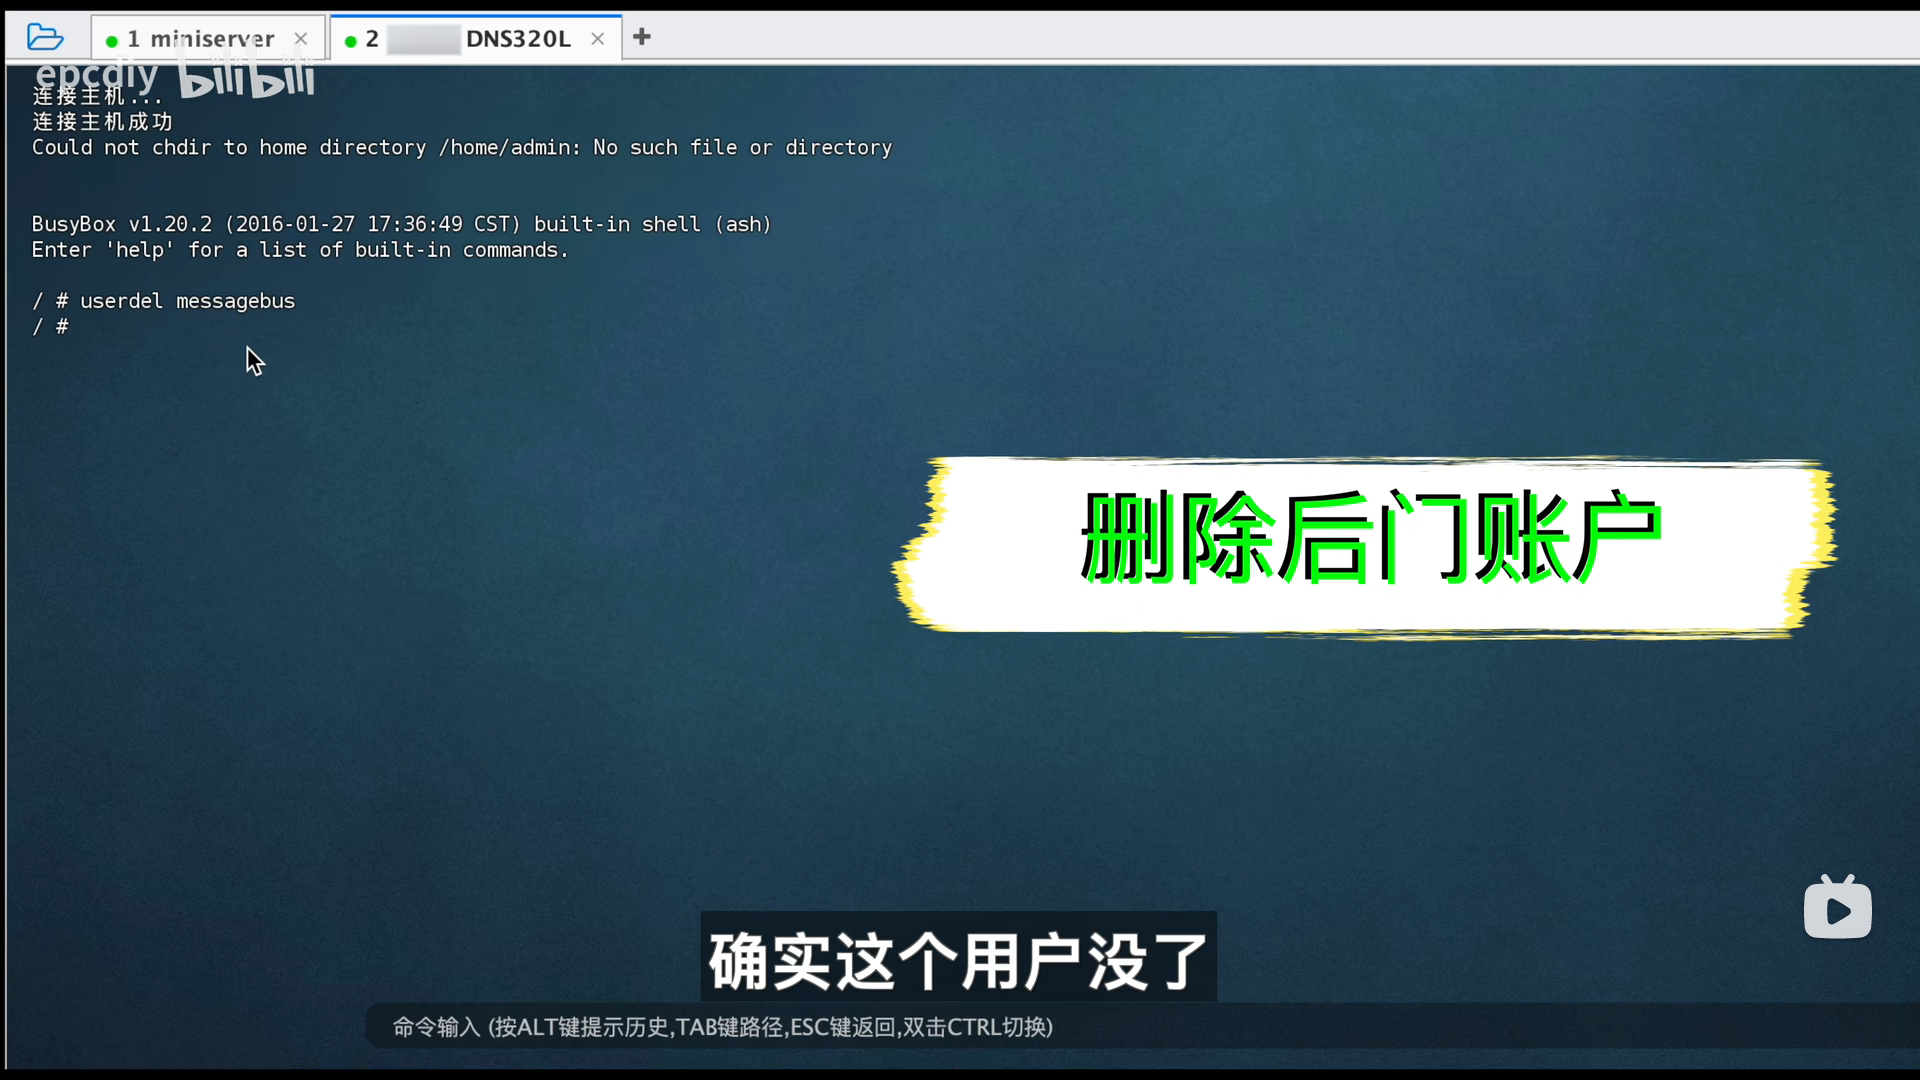 1 miniserver
2 DNS320L
epcdiy bilibili
连接主机...
连接主机成功
Could not chdir to home directory /home/admin: No such file or directory
BusyBox v1.20.2 (2016-01-27 17:36:49 CST) built-in shell (ash)
Enter 'help' for a list of built-in commands.
/ # userdel messagebus
/ #
删除后门账户
确实这个用户没了
命令输入 (按ALT键提示历史,TAB键路径,ESC键返回,双击CTRL切换)